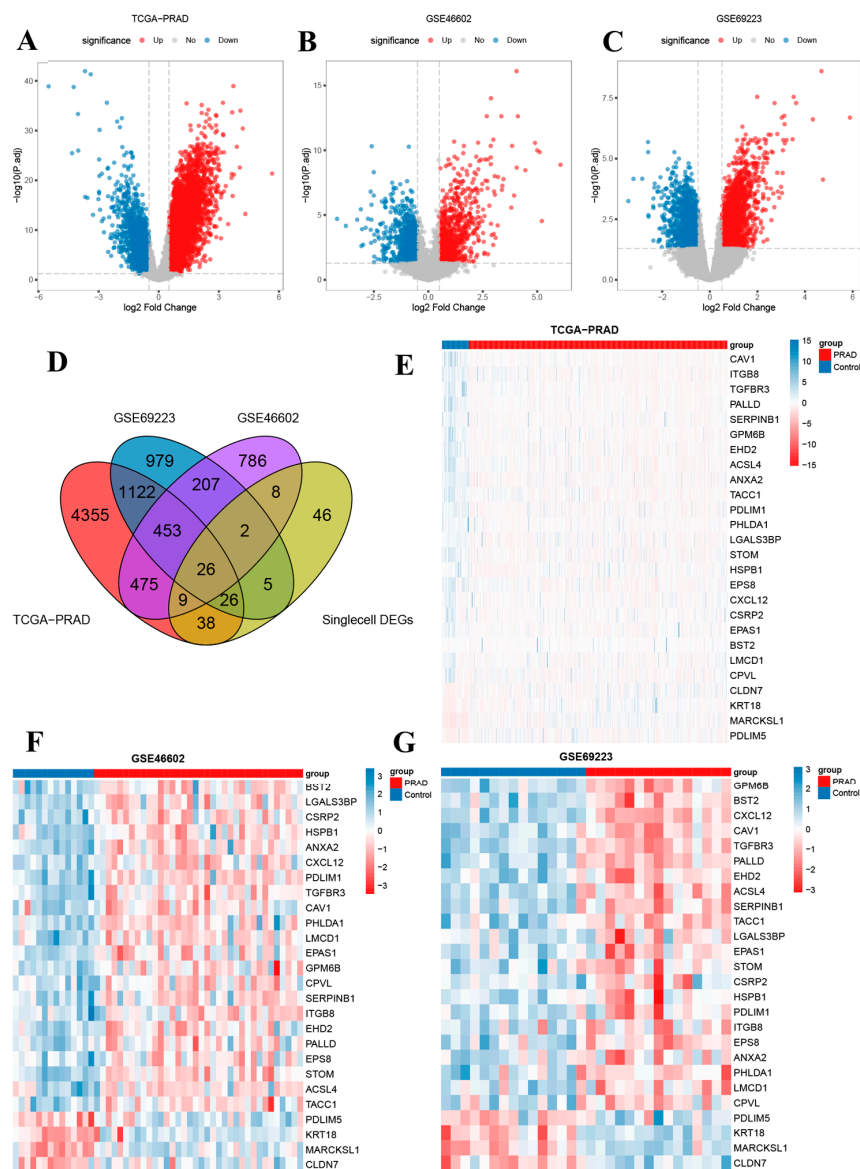 A
TCGA−PRAD
significance Up No Down
40
30
20
10
0
−log10(P.adj)
−6 −3 0 3 6
log2 Fold Change
B
GSE46602
significance Up No Down
15
10
5
0
−log10(P.adj)
−2.5 0.0 2.5 5.0
log2 Fold Change
C
GSE69223
significance Up No Down
7.5
5.0
2.5
0.0
−log10(P.adj)
−2 0 2 4 6
log2 Fold Change
D
GSE69223 GSE46602
979 786
4355 1122 207 8 46
453 2
26
475 5
9 26
38
TCGA−PRAD Singlecell DEGs
E
TCGA−PRAD
group
CAV1
ITGB8
TGFBR3
PALLD
SERPINB1
GPM6B
EHD2
ACSL4
ANXA2
TACC1
PDLIM1
PHLDA1
LGALS3BP
STOM
HSPB1
EPS8
CXCL12
CSRP2
EPAS1
BST2
LMCD1
CPVL
CLDN7
KRT18
MARCKSL1
PDLIM5
15
10
5
0
−5
−10
−15
group
PRAD
Control
F
GSE46602
group
BST2
LGALS3BP
CSRP2
HSPB1
ANXA2
CXCL12
PDLIM1
TGFBR3
CAV1
PHLDA1
LMCD1
EPAS1
GPM6B
CPVL
SERPINB1
ITGB8
EHD2
PALLD
EPS8
STOM
ACSL4
TACC1
PDLIM5
KRT18
MARCKSL1
CLDN7
3
2
1
0
−1
−2
−3
group
PRAD
Control
G
GSE69223
group
GPM6B
BST2
CXCL12
CAV1
TGFBR3
PALLD
EHD2
ACSL4
SERPINB1
TACC1
LGALS3BP
EPAS1
STOM
CSRP2
HSPB1
PDLIM1
ITGB8
EPS8
ANXA2
PHLDA1
LMCD1
CPVL
PDLIM5
KRT18
MARCKSL1
CLDN7
3
2
1
0
−1
−2
−3
group
PRAD
Control